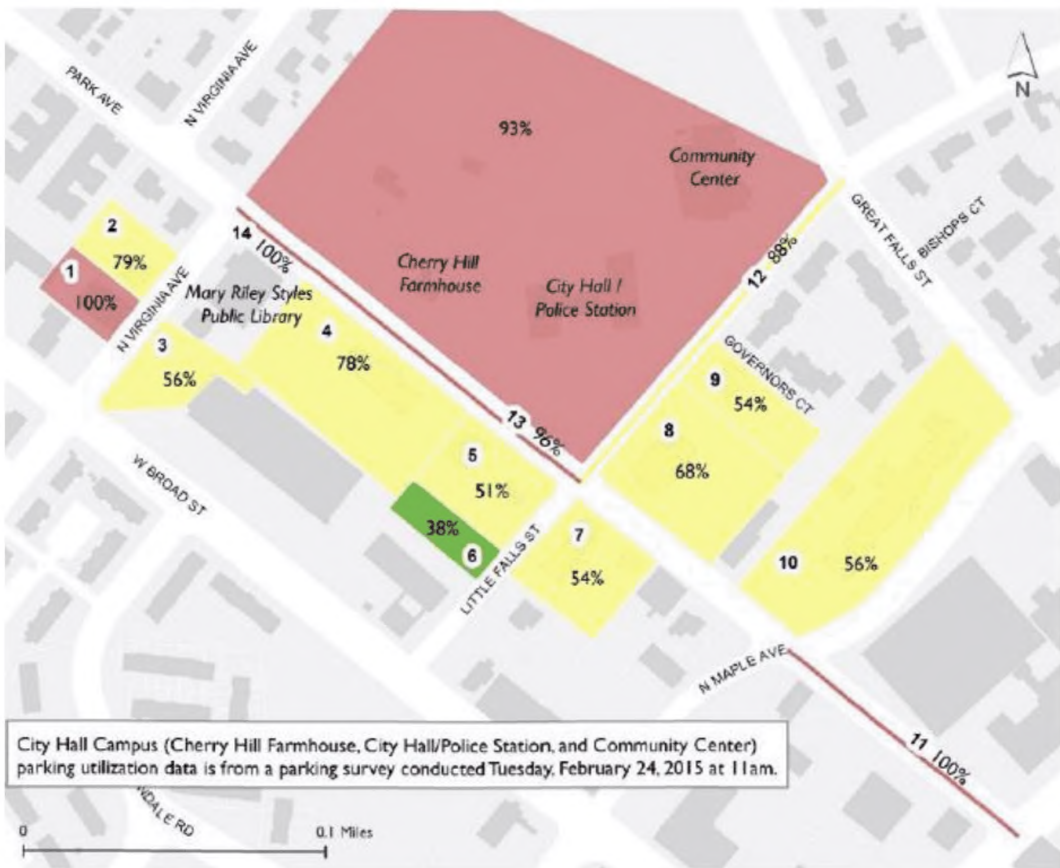 PARK AVE
N VIRGINIA AVE
93%
Community
Center
N
GREAT FALLS ST
BISHOPS CT
2
79%
1
100%
N VIRGINIA AVE
14 100%
Mary Riley Styles
Public Library
Cherry Hill
Farmhouse
City Hall /
Police Station
12 88%
3
56%
4
78%
GOVERNORS CT
9
54%
13 96%
8
68%
5
51%
W BROAD ST
38%
6
7
54%
10
56%
LITTLE FALLS ST
N MAPLE AVE
11 100%
City Hall Campus (Cherry Hill Farmhouse, City Hall/Police Station, and Community Center)
parking utilization data is from a parking survey conducted Tuesday, February 24, 2015 at 11am.
NDALE RD
0 0.1 Miles